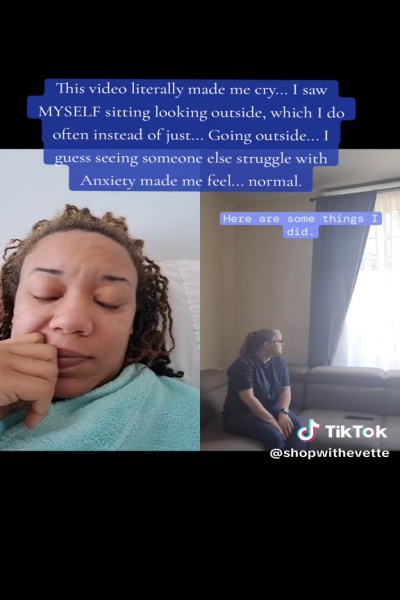 This video literally made me cry... I saw
MYSELF sitting looking outside, which I do
often instead of just... Going outside... I
guess seeing someone else struggle with
Anxiety made me feel... normal.
Here are some things I
did.
TikTok
@shopwithevette